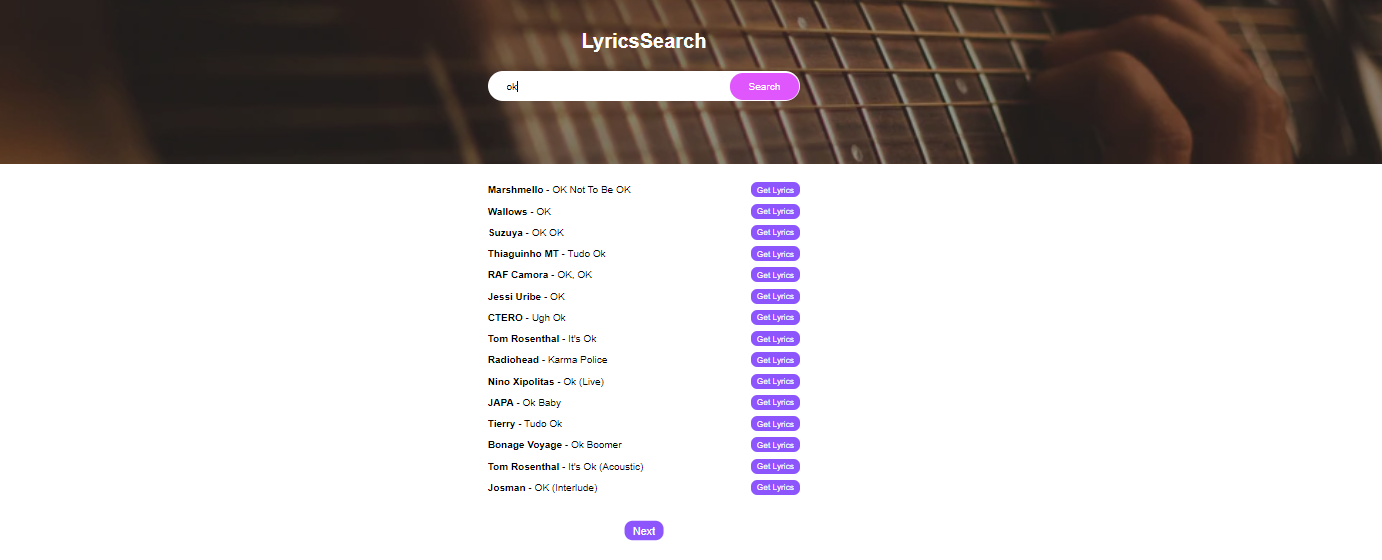 LyricsSearch
ok
Search
Marshmello - OK Not To Be OK
Get Lyrics
Wallows - OK
Get Lyrics
Suzuya - OK OK
Get Lyrics
Thiaguinho MT - Tudo Ok
Get Lyrics
RAF Camora - OK, OK
Get Lyrics
Jessi Uribe - OK
Get Lyrics
CTERO - Ugh Ok
Get Lyrics
Tom Rosenthal - It's Ok
Get Lyrics
Radiohead - Karma Police
Get Lyrics
Nino Xipolitas - Ok (Live)
Get Lyrics
JAPA - Ok Baby
Get Lyrics
Tierry - Tudo Ok
Get Lyrics
Bonage Voyage - Ok Boomer
Get Lyrics
Tom Rosenthal - It's Ok (Acoustic)
Get Lyrics
Josman - OK (Interlude)
Get Lyrics
Next